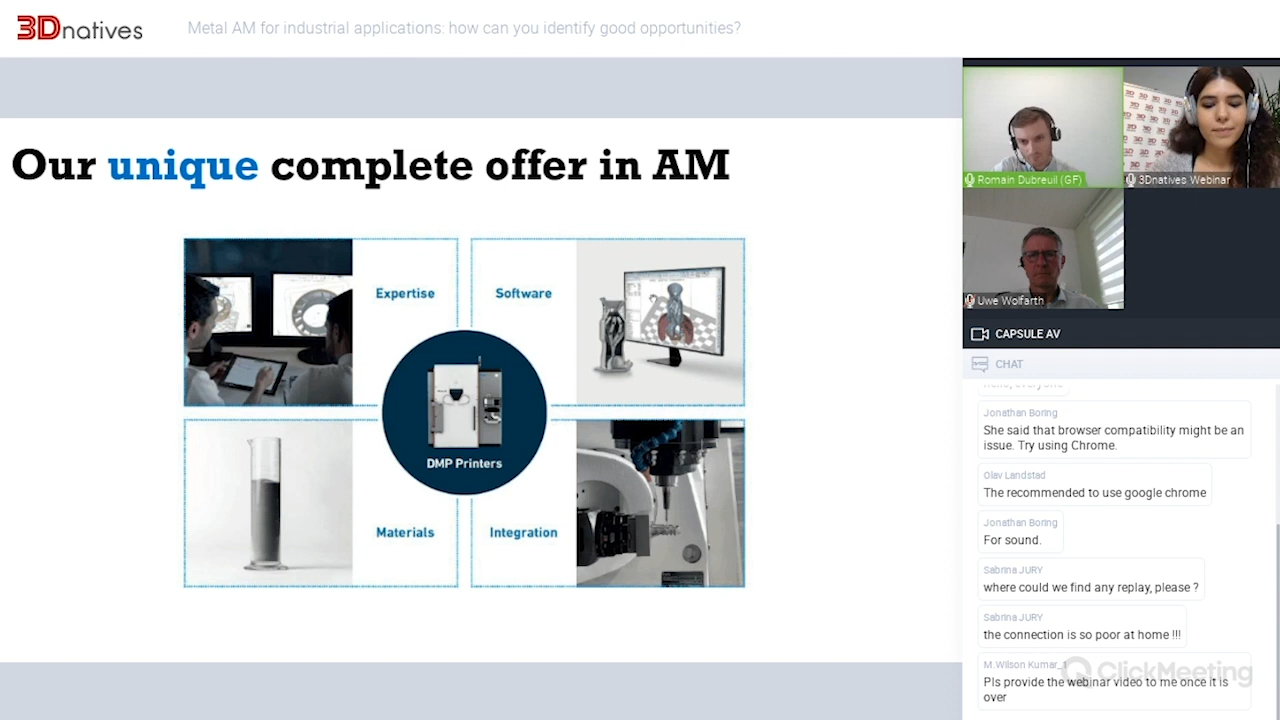 3Dnatives
Metal AM for industrial applications: how can you identify good opportunities?
Our unique complete offer in AM
Expertise
Software
DMP Printers
Materials
Integration
Romain Dubreuil (GF)
3Dnatives Webinar
Uwe Wolfarth
CAPSULE AV
CHAT
hello, everyone
Jonathan Boring
She said that browser compatibility might be an
issue. Try using Chrome.
Olav Landstad
The recommended to use google chrome
Jonathan Boring
For sound.
Sabrina JURY
where could we find any replay, please ?
Sabrina JURY
the connection is so poor at home !!!
M.Wilson Kumar_1
Pls provide the webinar video to me once it is
over
ClickMeeting